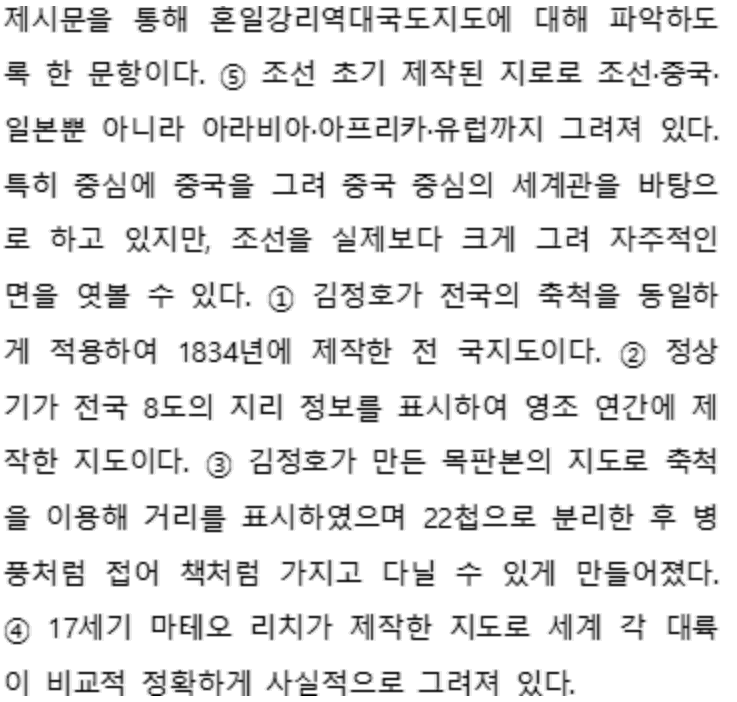 제시문을 통해 혼일강리역대국도지도에 대해 파악하도
록 한 문항이다. ⑤ 조선 초기 제작된 지로로 조선·중국·
일본뿐 아니라 아라비아·아프리카·유럽까지 그려져 있다.
특히 중심에 중국을 그려 중국 중심의 세계관을 바탕으
로 하고 있지만, 조선을 실제보다 크게 그려 자주적인
면을 엿볼 수 있다. ① 김정호가 전국의 축척을 동일하
게 적용하여 1834년에 제작한 전 국지도이다. ② 정상
기가 전국 8도의 지리 정보를 표시하여 영조 연간에 제
작한 지도이다. ③ 김정호가 만든 목판본의 지도로 축척
을 이용해 거리를 표시하였으며 22첩으로 분리한 후 병
풍처럼 접어 책처럼 가지고 다닐 수 있게 만들어졌다.
④ 17세기 마테오 리치가 제작한 지도로 세계 각 대륙
이 비교적 정확하게 사실적으로 그려져 있다.